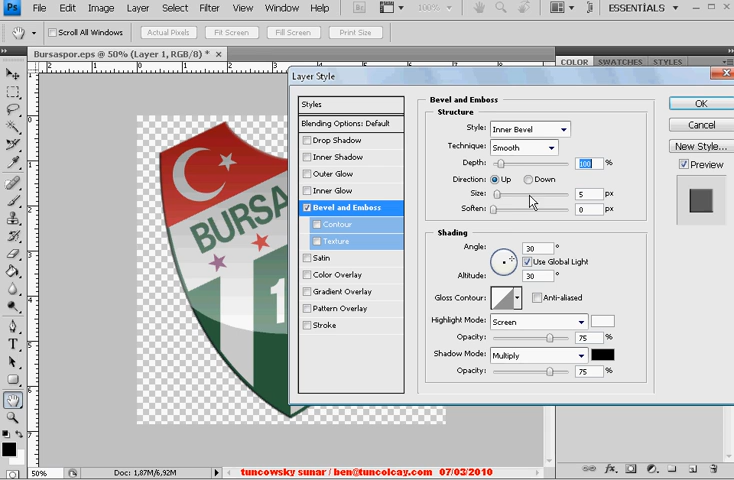 Ps Edit Image Layer Select Filter View Window Help 100% ESSENTIALS
Scroll All Windows Actual Pixels Fit Screen Fill Screen Print Size
Bursaspor.eps @ 50% (Layer 1, RGB/8) *
COLOR SWATCHES STYLES
Layer Style
Styles
Blending Options: Default
Drop Shadow
Inner Shadow
Outer Glow
Inner Glow
Bevel and Emboss
Contour
Texture
Satin
Color Overlay
Gradient Overlay
Pattern Overlay
Stroke
Bevel and Emboss
Structure
Style: Inner Bevel
Technique: Smooth
Depth: 100 %
Direction: Up Down
Size: 5 px
Soften: 0 px
Shading
Angle: 30 °
Use Global Light
Altitude: 30 °
Gloss Contour: Anti-aliased
Highlight Mode: Screen
Opacity: 75 %
Shadow Mode: Multiply
Opacity: 75 %
OK
Cancel
New Style...
Preview
BURSA
1
50% Doc: 1,87M/6,92M
tuncowsky sunar / ben@tuncolcay.com 07/03/2010